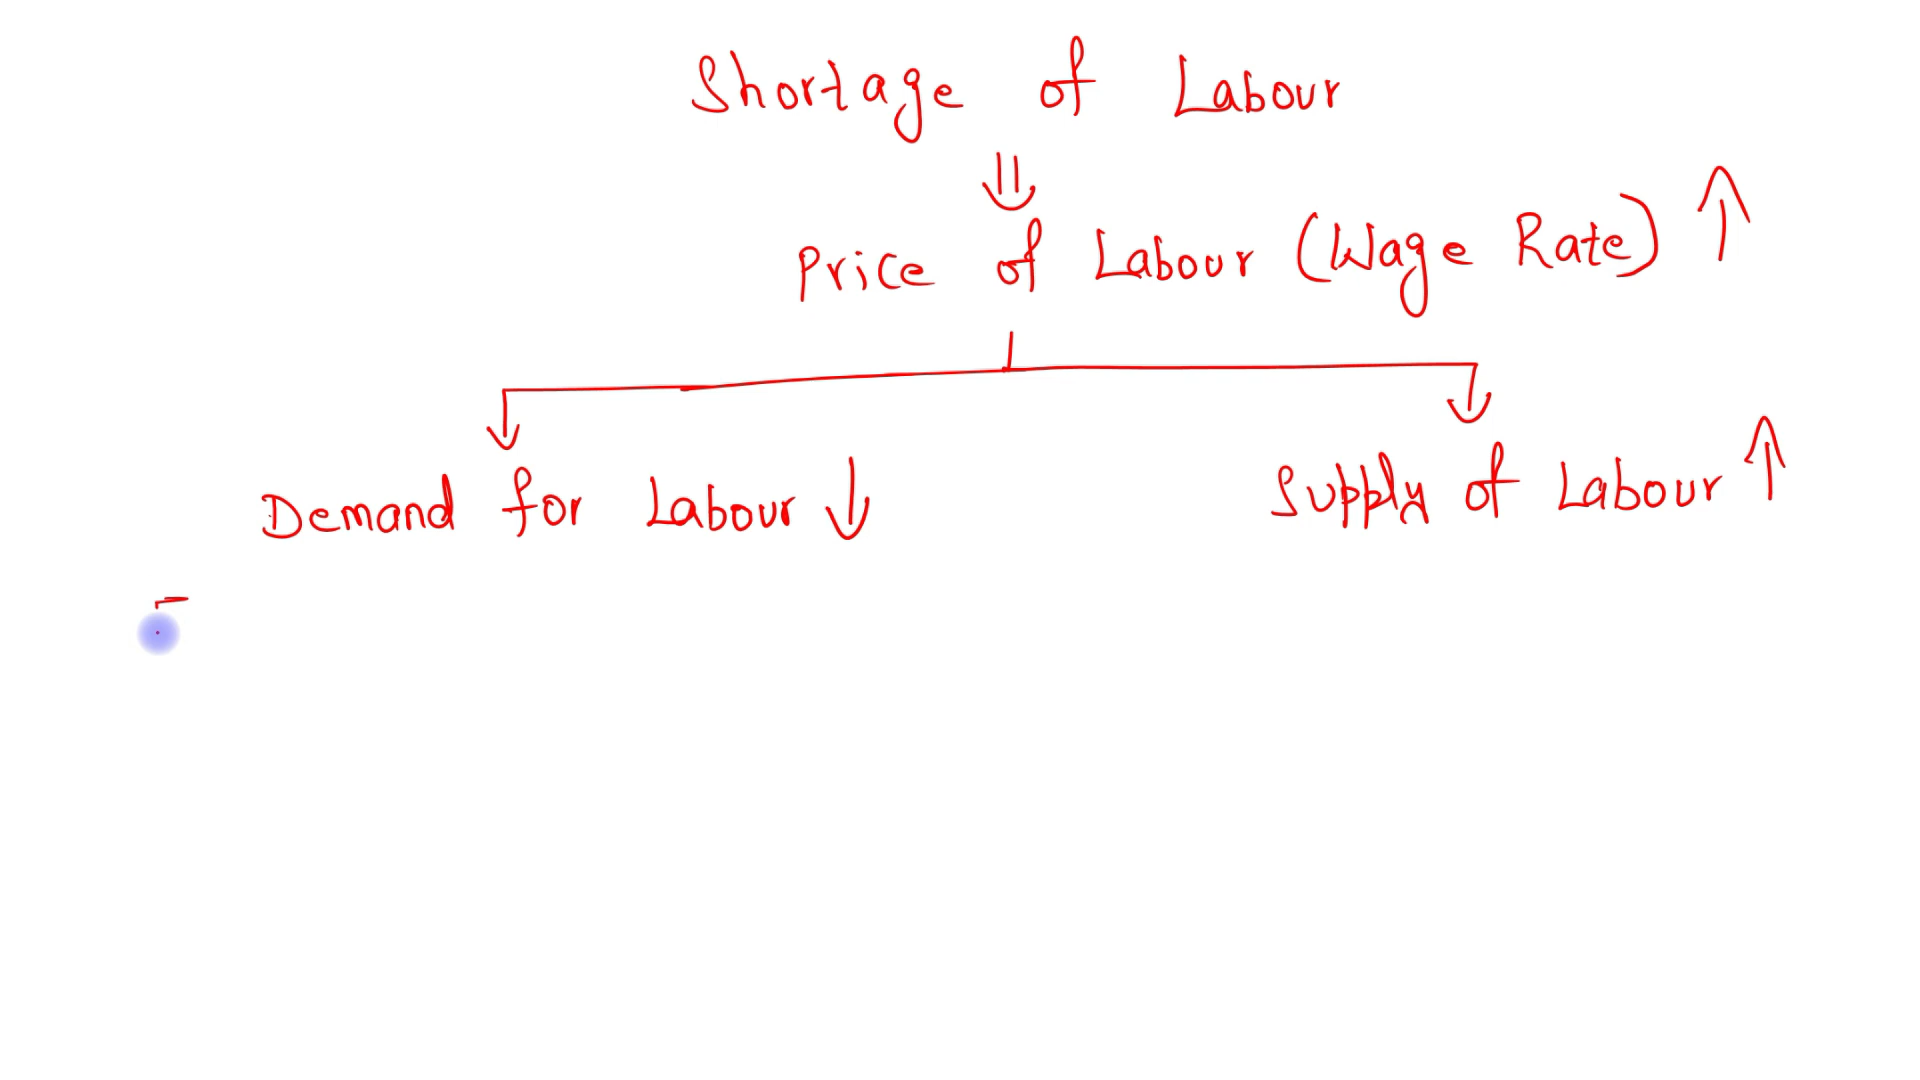 Shortage of Labour
⇓
Price of Labour (Wage Rate) ↑
Demand for Labour ↓
Supply of Labour ↑